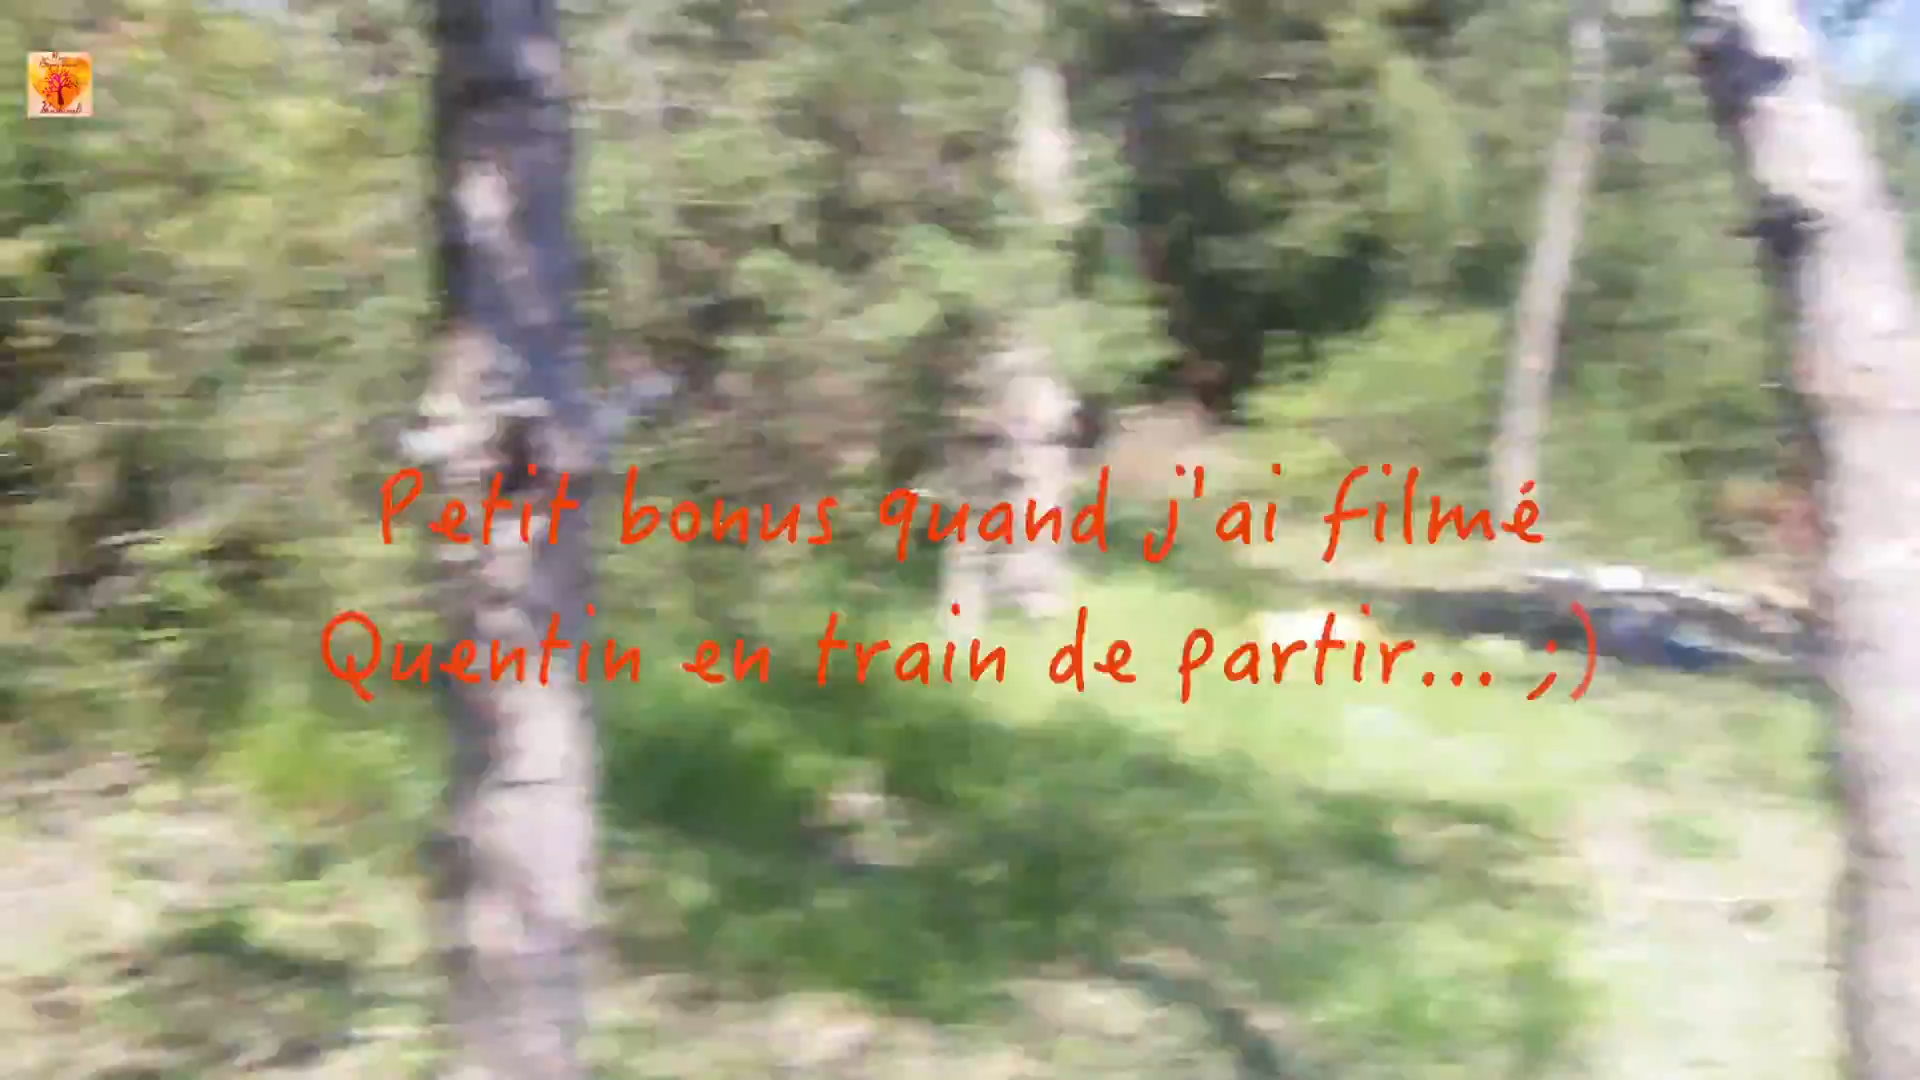 Petit bonus quand j'ai filmé
Quentin en train de partir... ;)